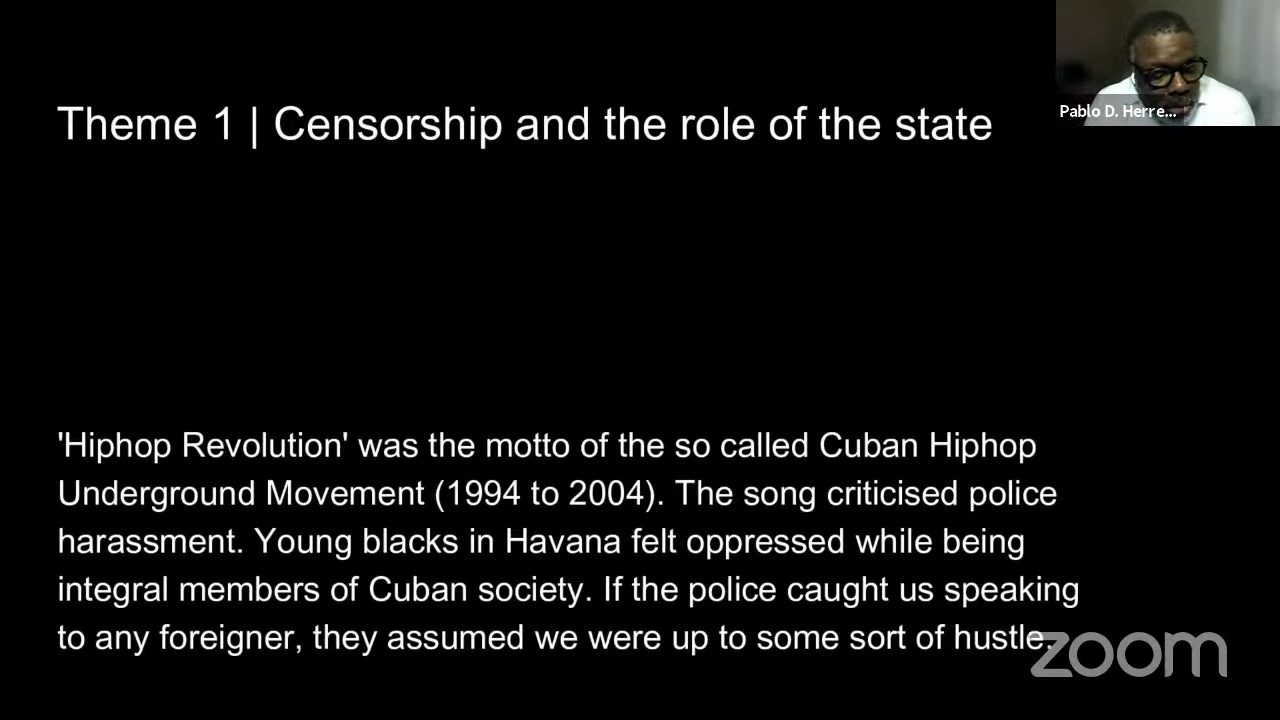 Theme 1 | Censorship and the role of the state
Pablo D. Herre...
'Hiphop Revolution' was the motto of the so called Cuban Hiphop
Underground Movement (1994 to 2004). The song criticised police
harassment. Young blacks in Havana felt oppressed while being
integral members of Cuban society. If the police caught us speaking
to any foreigner, they assumed we were up to some sort of hustle.
zoom